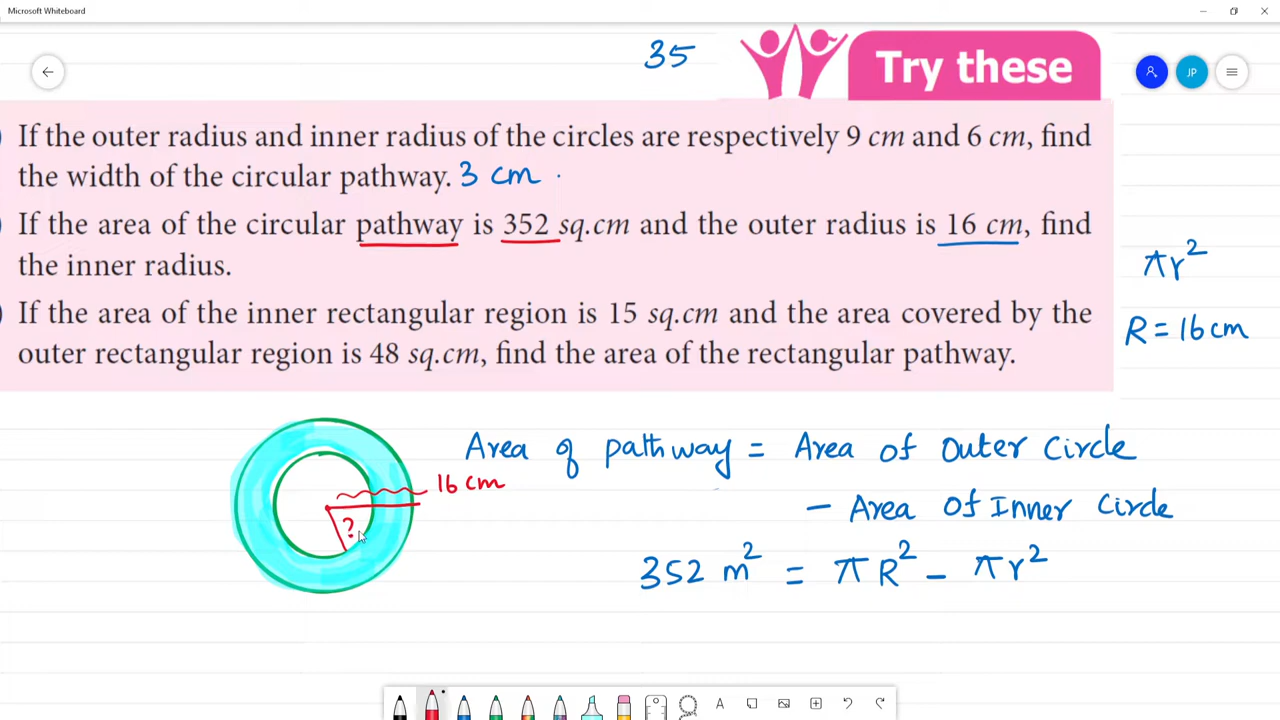 Microsoft Whiteboard
35
Try these
JP
) If the outer radius and inner radius of the circles are respectively 9 cm and 6 cm, find
the width of the circular pathway. 3 cm .
) If the area of the circular pathway is 352 sq.cm and the outer radius is 16 cm, find
the inner radius.
πr²
R = 16 cm
) If the area of the inner rectangular region is 15 sq.cm and the area covered by the
outer rectangular region is 48 sq.cm, find the area of the rectangular pathway.
Area of pathway = Area of Outer Circle
16 cm
– Area of Inner Circle
?
352 m² = πR² – πr²
A